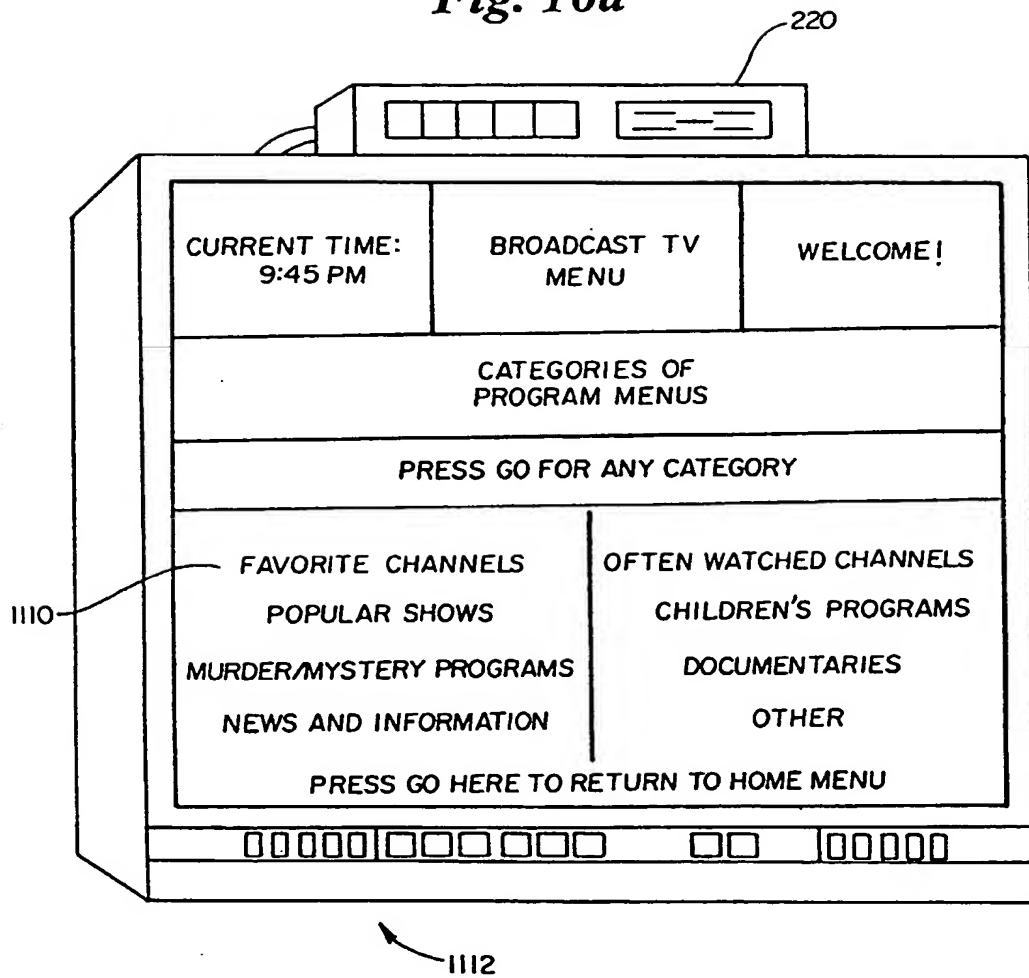 Fig. 10a
220
CURRENT TIME:
9:45 PM
BROADCAST TV
MENU
WELCOME!
CATEGORIES OF
PROGRAM MENUS
PRESS GO FOR ANY CATEGORY
1110
FAVORITE CHANNELS
POPULAR SHOWS
MURDER/MYSTERY PROGRAMS
NEWS AND INFORMATION
OFTEN WATCHED CHANNELS
CHILDREN'S PROGRAMS
DOCUMENTARIES
OTHER
PRESS GO HERE TO RETURN TO HOME MENU
1112